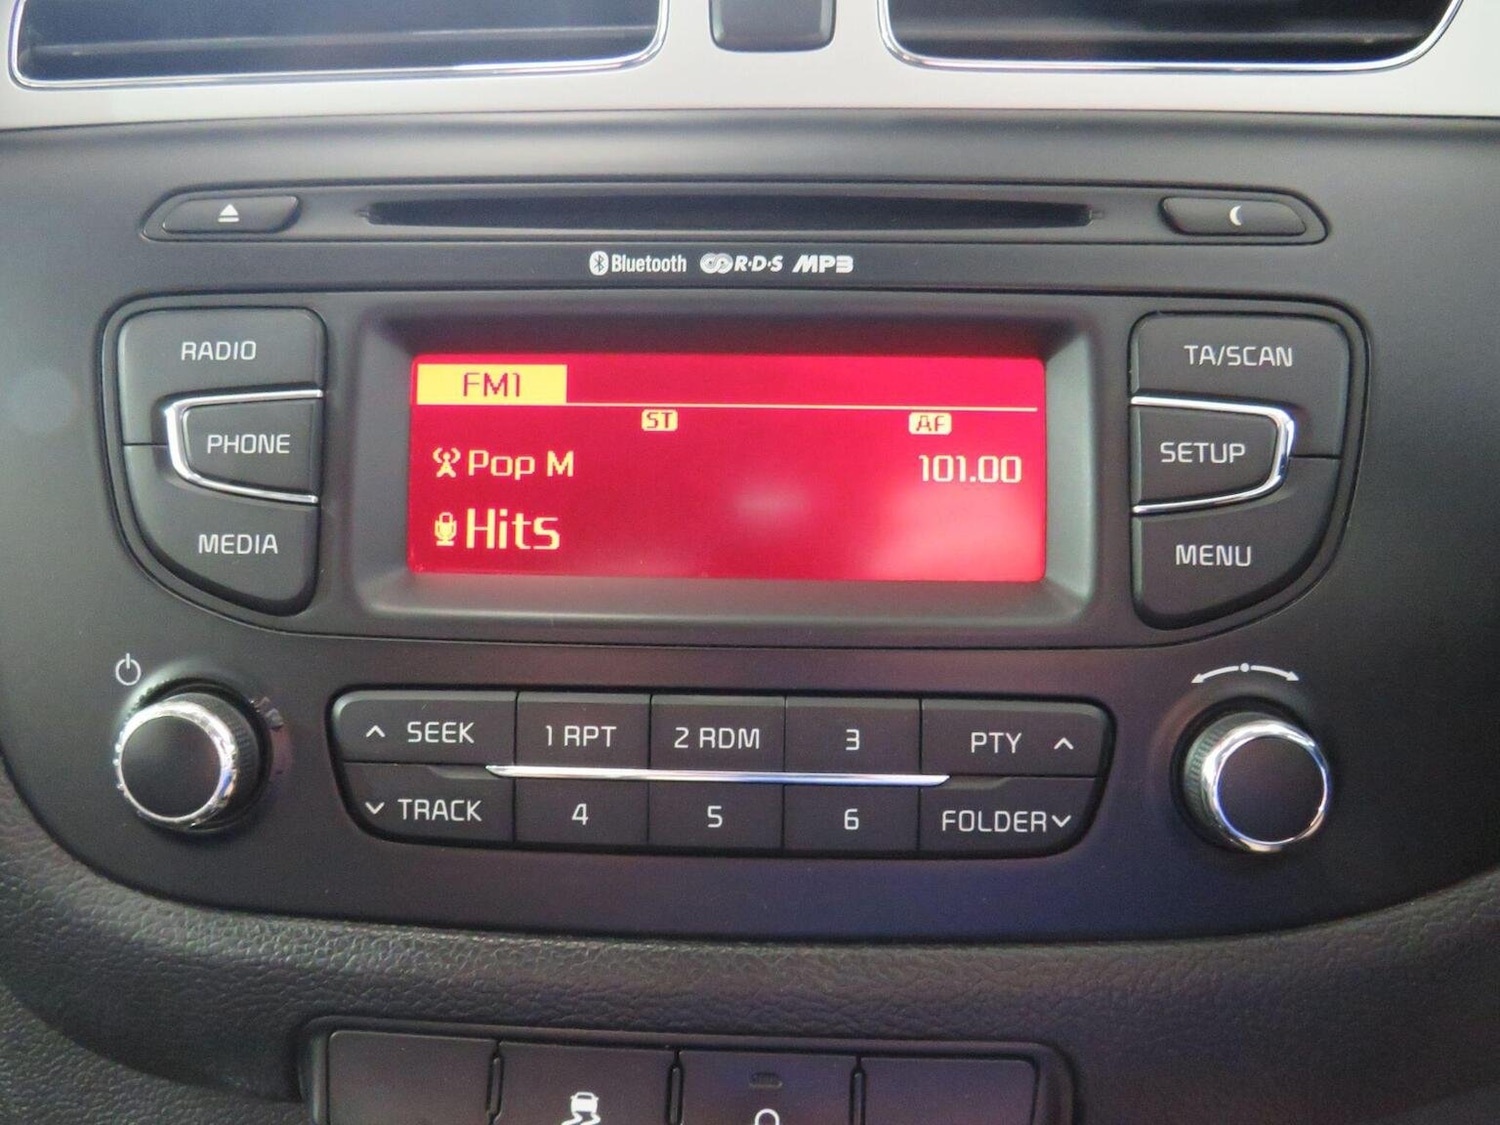 Bluetooth R·D·S MP3
RADIO
PHONE
MEDIA
FM1
ST AF
Pop M 101.00
Hits
TA/SCAN
SETUP
MENU
SEEK 1 RPT 2 RDM 3 PTY
TRACK 4 5 6 FOLDER